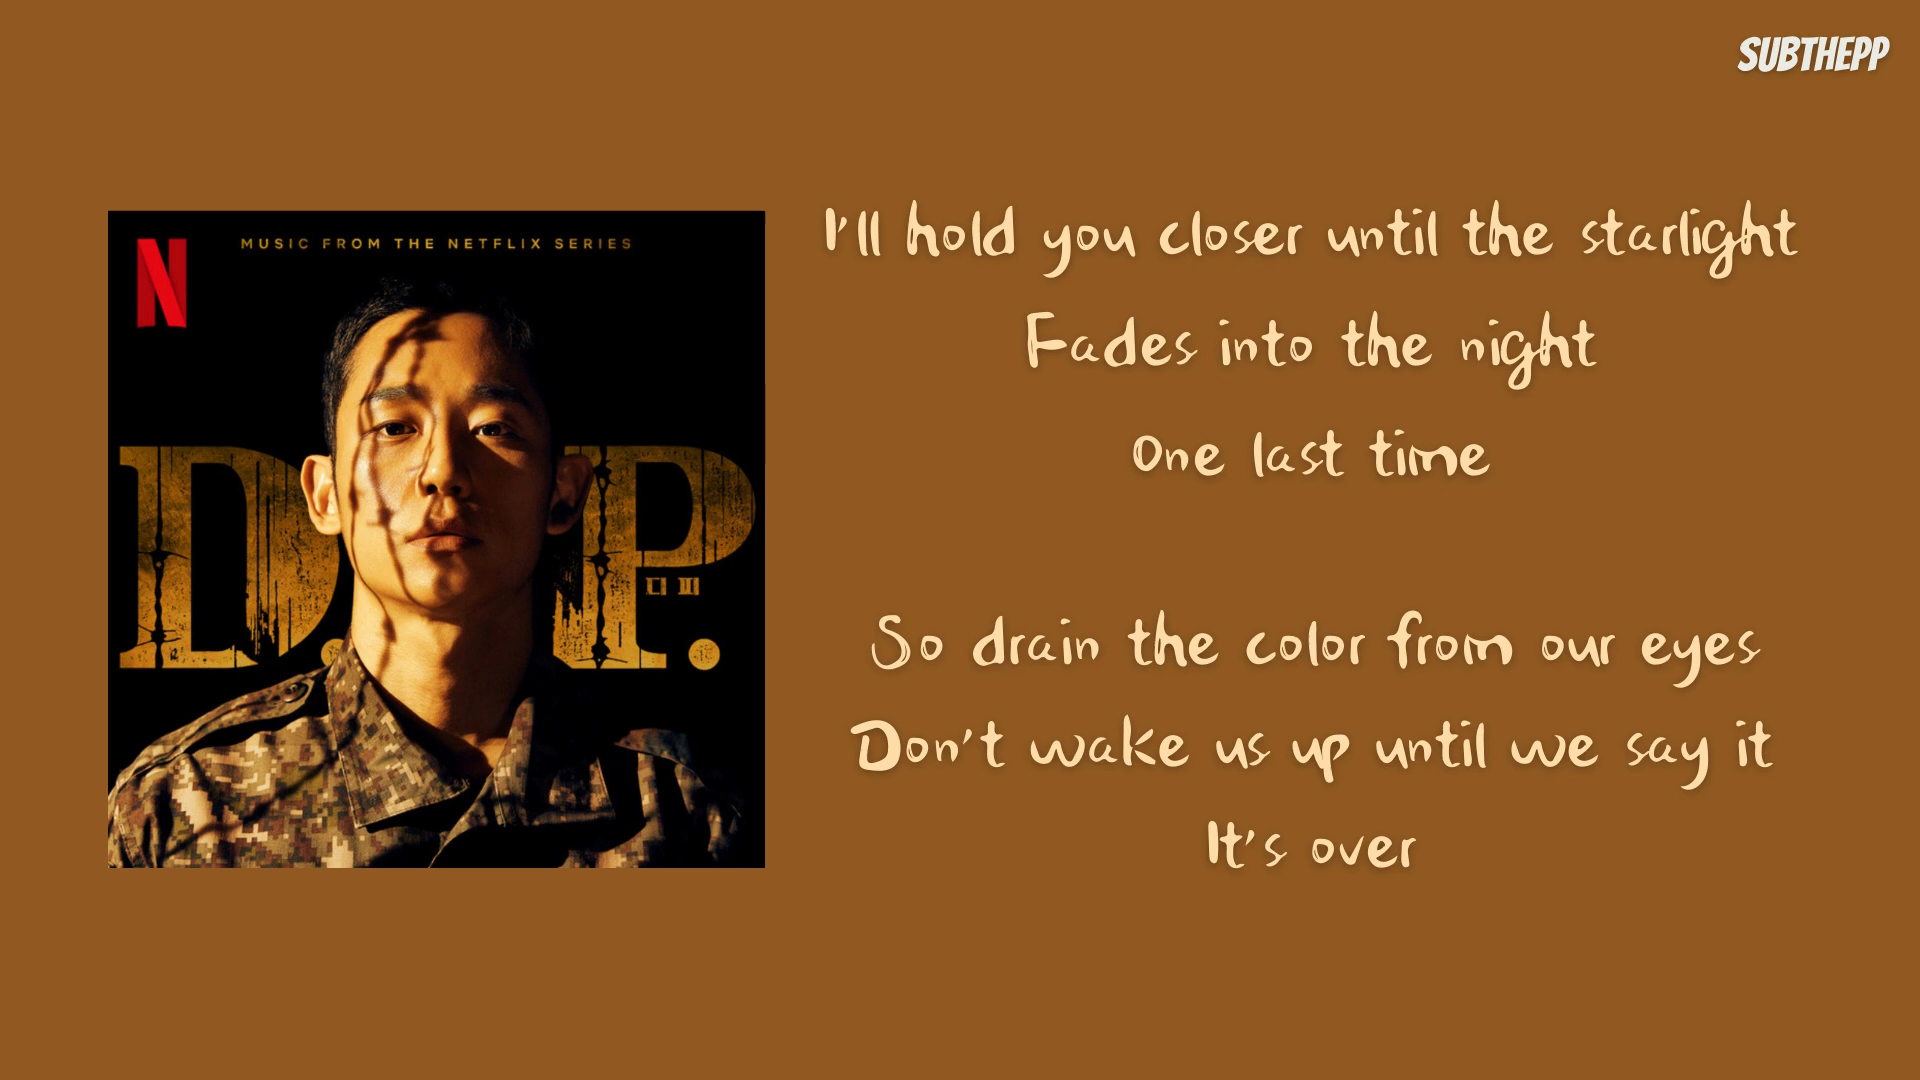 SUBTHEPP
N
MUSIC FROM THE NETFLIX SERIES
D.P.
디 피
I'll hold you closer until the starlight
Fades into the night
One last time
So drain the color from our eyes
Don't wake us up until we say it
It's over